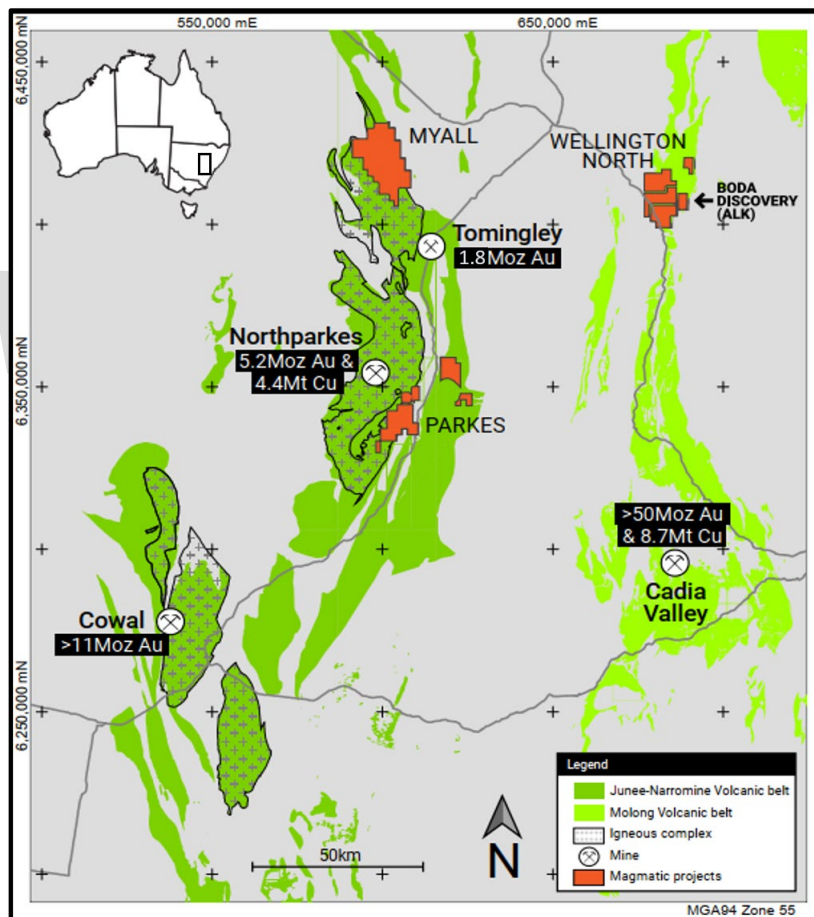 550,000 mE
650,000 mE
6,450,000 mN
MYALL
WELLINGTON
NORTH
BODA
DISCOVERY
(ALK)
Tomingley
1.8Moz Au
Northparkes
5.2Moz Au &
4.4Mt Cu
6,350,000 mN
PARKES
>50Moz Au
& 8.7Mt Cu
Cadia
Valley
Cowal
>11Moz Au
6,250,000 mN
Legend
Junee-Narromine Volcanic belt
Molong Volcanic belt
Igneous complex
Mine
Magmatic projects
50km
N
MGA94 Zone 55